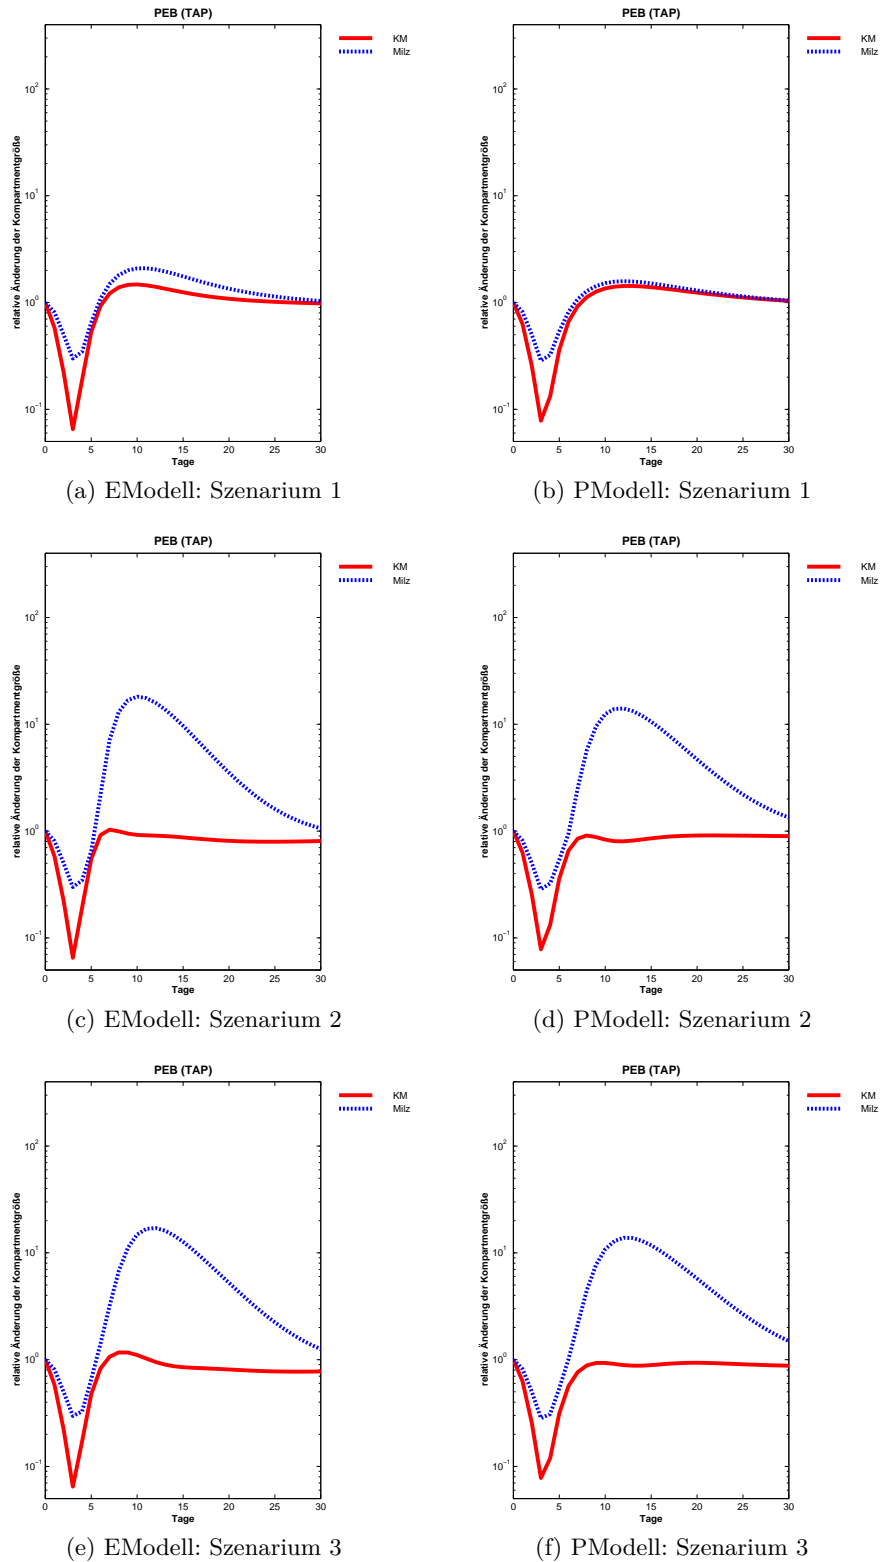 PEB (TAP)
KM
Milz
relative Änderung der Kompartmentgröße
10^2
10^1
10^0
10^-1
0 5 10 15 20 25 30
Tage
(a) EModell: Szenarium 1
PEB (TAP)
KM
Milz
relative Änderung der Kompartmentgröße
10^2
10^1
10^0
10^-1
0 5 10 15 20 25 30
Tage
(b) PModell: Szenarium 1
PEB (TAP)
KM
Milz
relative Änderung der Kompartmentgröße
10^2
10^1
10^0
10^-1
0 5 10 15 20 25 30
Tage
(c) EModell: Szenarium 2
PEB (TAP)
KM
Milz
relative Änderung der Kompartmentgröße
10^2
10^1
10^0
10^-1
0 5 10 15 20 25 30
Tage
(d) PModell: Szenarium 2
PEB (TAP)
KM
Milz
relative Änderung der Kompartmentgröße
10^2
10^1
10^0
10^-1
0 5 10 15 20 25 30
Tage
(e) EModell: Szenarium 3
PEB (TAP)
KM
Milz
relative Änderung der Kompartmentgröße
10^2
10^1
10^0
10^-1
0 5 10 15 20 25 30
Tage
(f) PModell: Szenarium 3